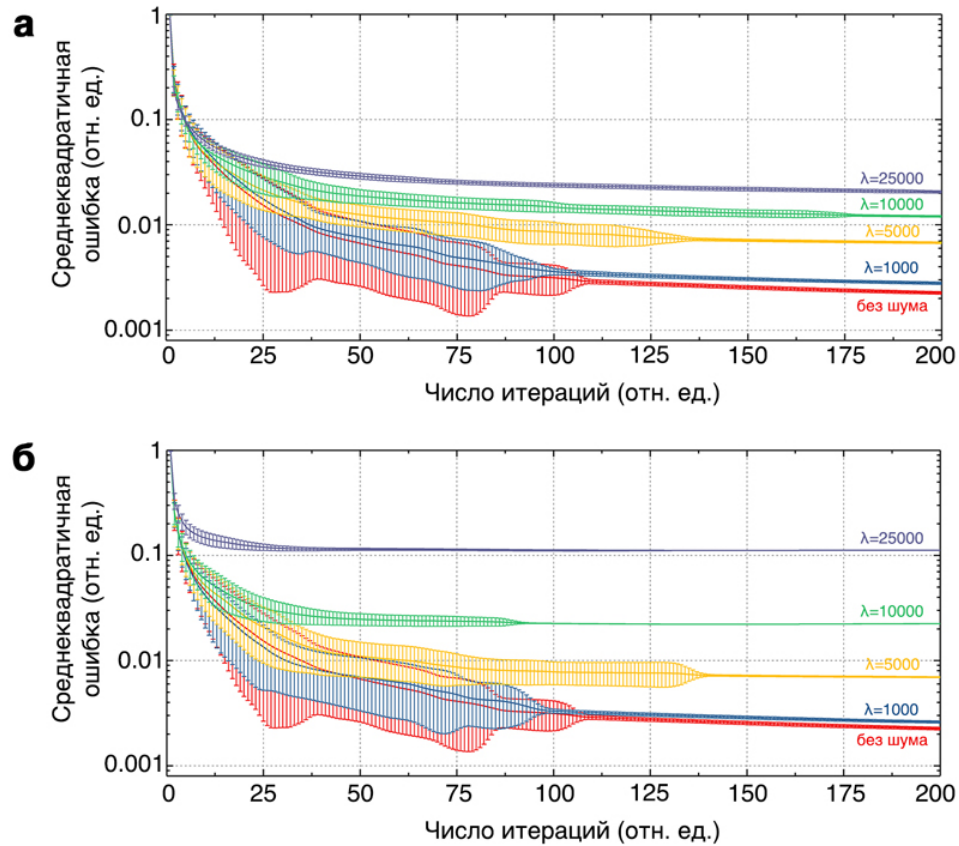 а
Среднеквадратичная
ошибка (отн. ед.)
1
0.1
0.01
0.001
λ=25000
λ=10000
λ=5000
λ=1000
без шума
0 25 50 75 100 125 150 175 200
Число итераций (отн. ед.)
б
Среднеквадратичная
ошибка (отн. ед.)
1
0.1
0.01
0.001
λ=25000
λ=10000
λ=5000
λ=1000
без шума
0 25 50 75 100 125 150 175 200
Число итераций (отн. ед.)